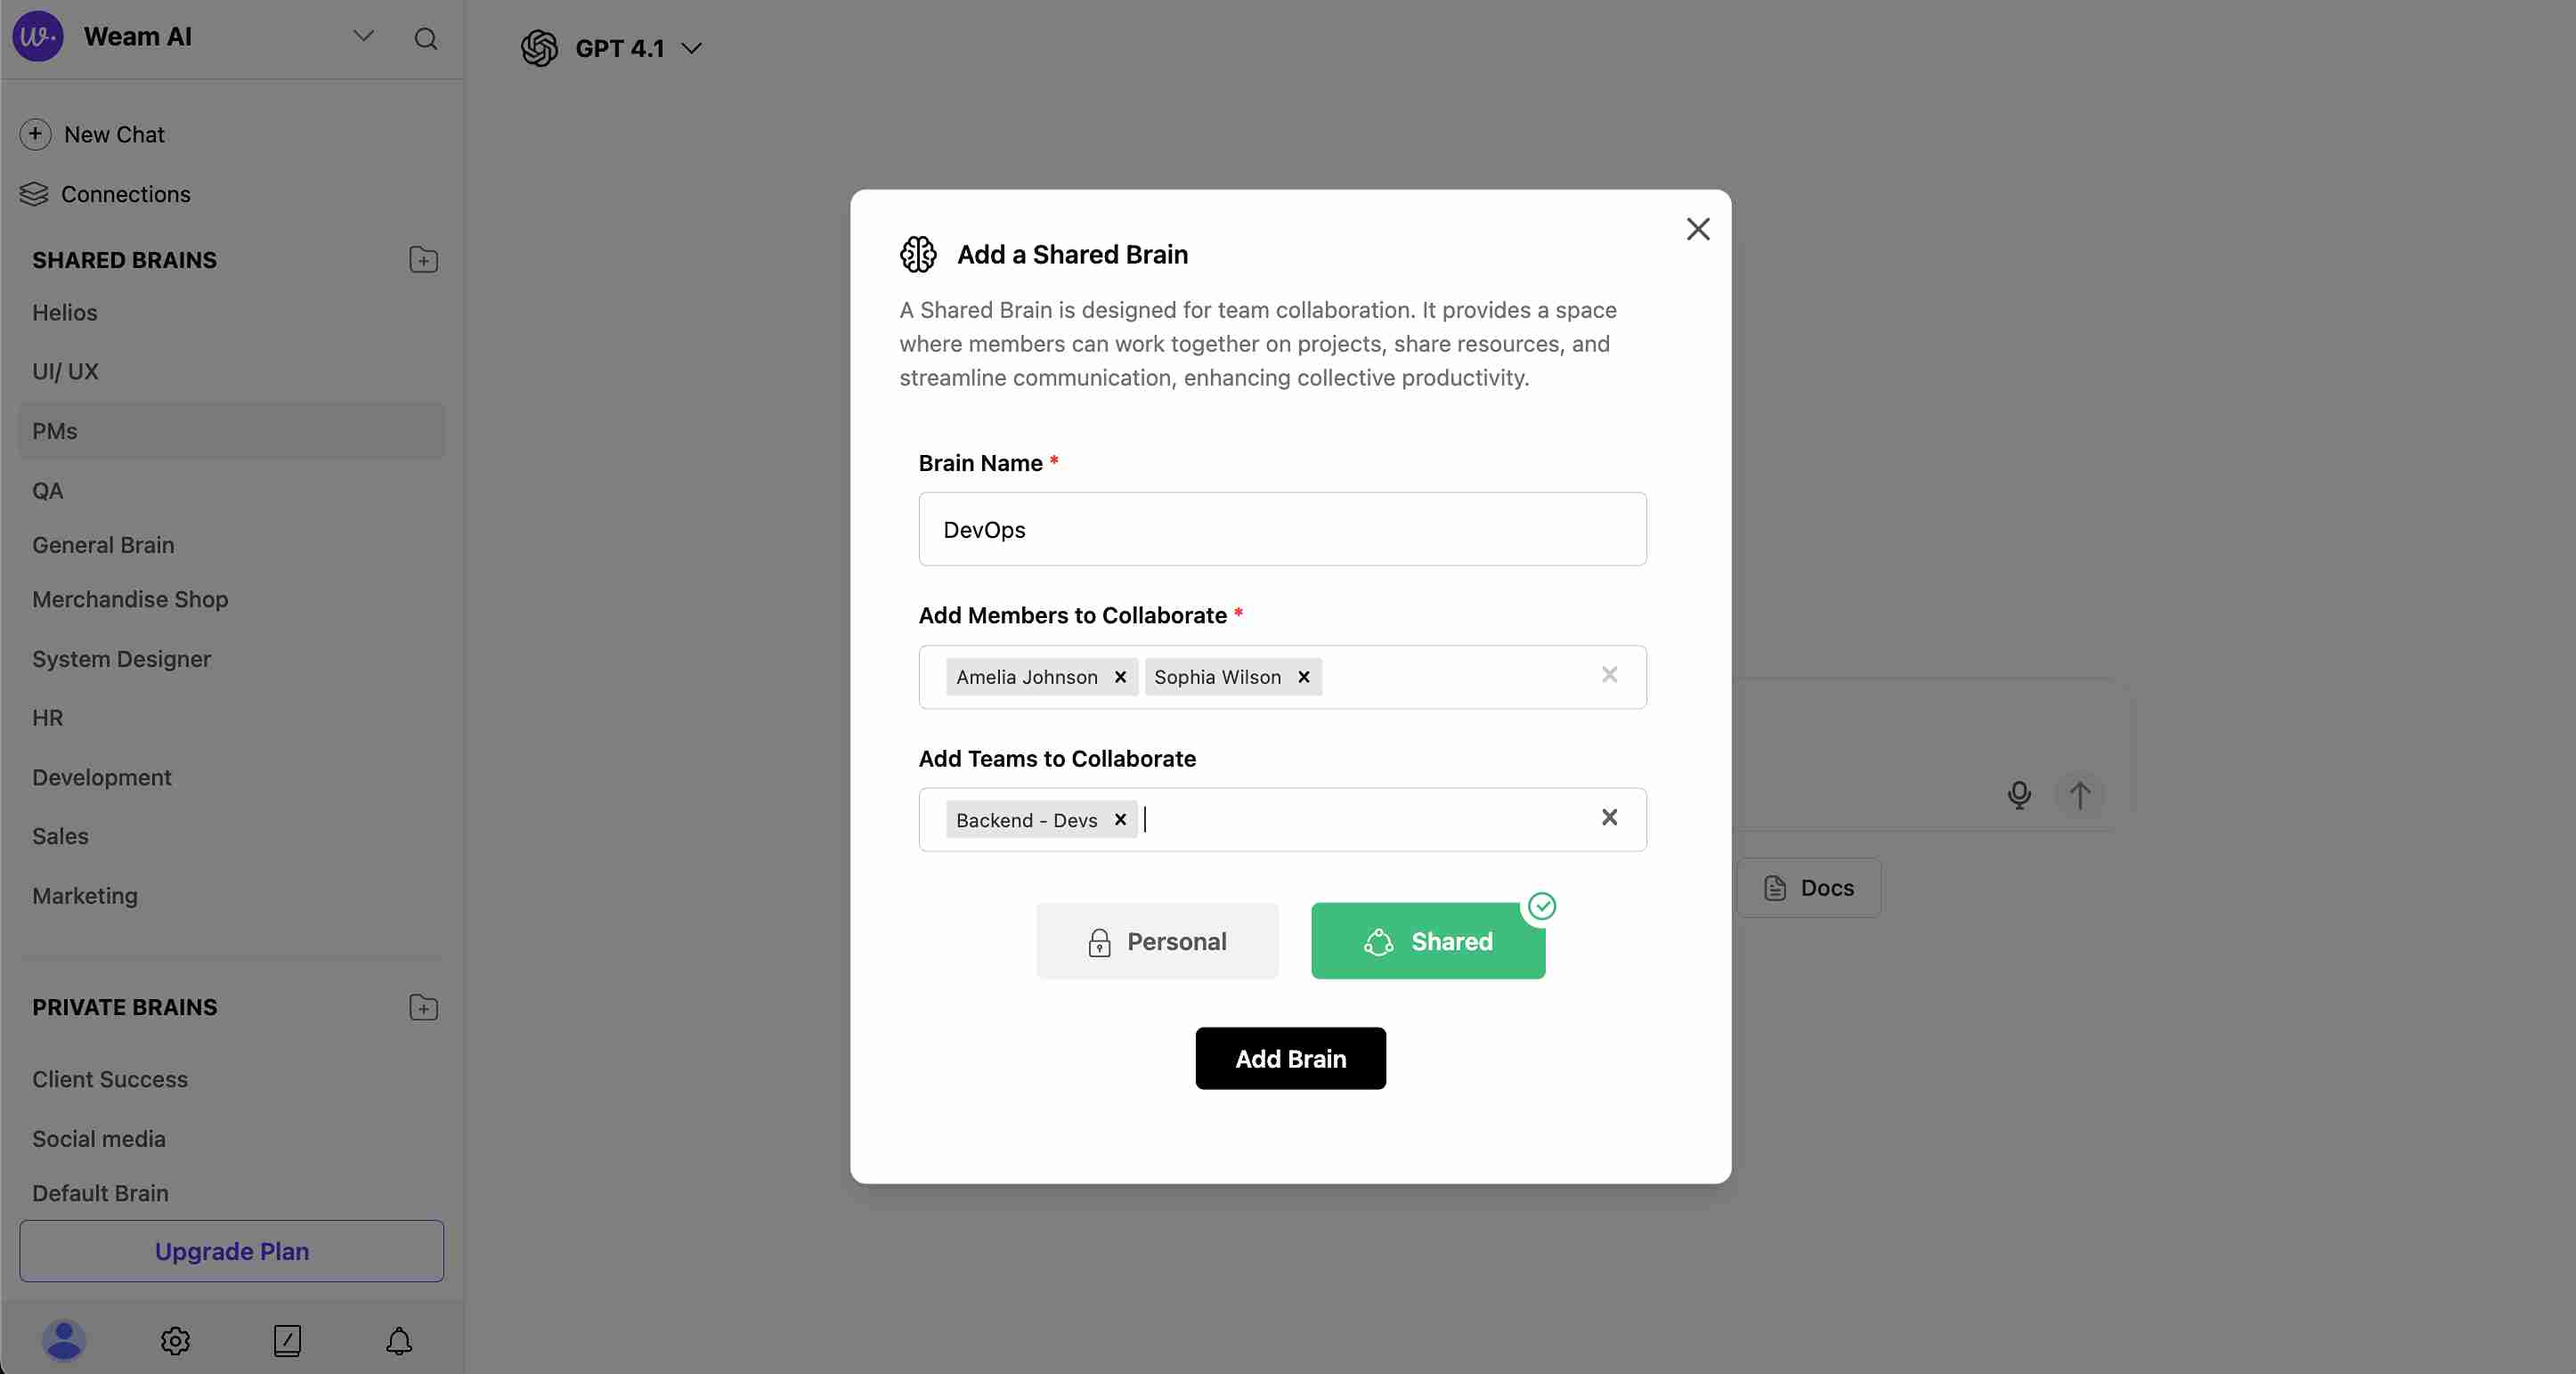 Weam AI
GPT 4.1
New Chat
Connections
SHARED BRAINS
Helios
UI/ UX
PMs
QA
General Brain
Merchandise Shop
System Designer
HR
Development
Sales
Marketing
PRIVATE BRAINS
Client Success
Social media
Default Brain
Upgrade Plan
Add a Shared Brain
A Shared Brain is designed for team collaboration. It provides a space
where members can work together on projects, share resources, and
streamline communication, enhancing collective productivity.
Brain Name *
DevOps
Add Members to Collaborate *
Amelia Johnson Sophia Wilson
Add Teams to Collaborate
Backend - Devs
Personal Shared
Add Brain
Docs